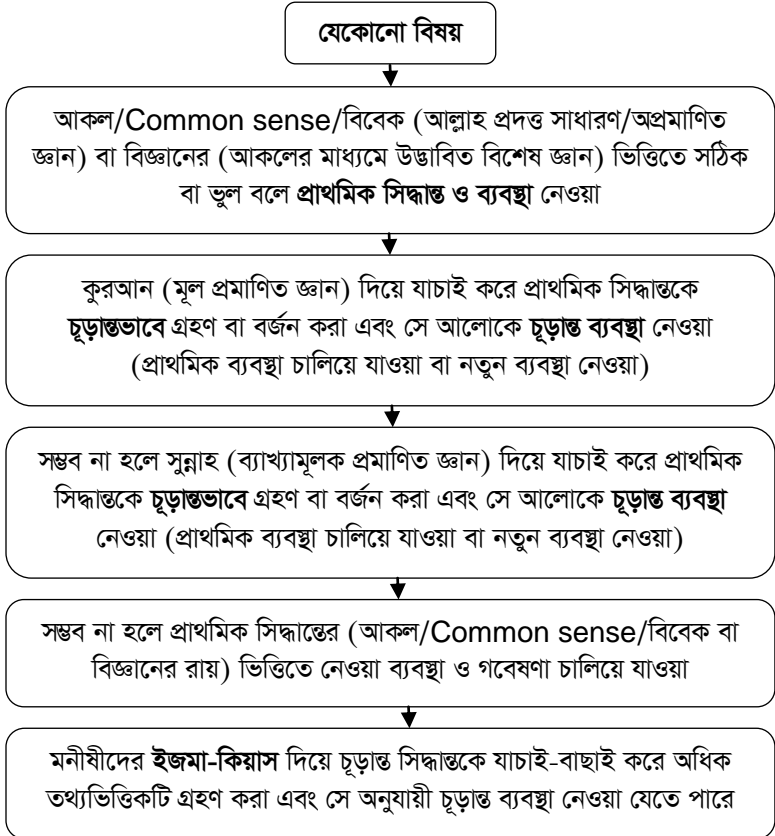 যেকোনো বিষয়
আকল/Common sense/বিবেক (আল্লাহ প্রদত্ত সাধারণ/অপ্রমাণিত
জ্ঞান) বা বিজ্ঞানের (আকলের মাধ্যমে উদ্ভাবিত বিশেষ জ্ঞান) ভিত্তিতে সঠিক
বা ভুল বলে প্রাথমিক সিদ্ধান্ত ও ব্যবস্থা নেওয়া
কুরআন (মূল প্রমাণিত জ্ঞান) দিয়ে যাচাই করে প্রাথমিক সিদ্ধান্তকে
চূড়ান্তভাবে গ্রহণ বা বর্জন করা এবং সে আলোকে চূড়ান্ত ব্যবস্থা নেওয়া
(প্রাথমিক ব্যবস্থা চালিয়ে যাওয়া বা নতুন ব্যবস্থা নেওয়া)
সম্ভব না হলে সুন্নাহ (ব্যাখ্যামূলক প্রমাণিত জ্ঞান) দিয়ে যাচাই করে প্রাথমিক
সিদ্ধান্তকে চূড়ান্তভাবে গ্রহণ বা বর্জন করা এবং সে আলোকে চূড়ান্ত ব্যবস্থা
নেওয়া (প্রাথমিক ব্যবস্থা চালিয়ে যাওয়া বা নতুন ব্যবস্থা নেওয়া)
সম্ভব না হলে প্রাথমিক সিদ্ধান্তের (আকল/Common sense/বিবেক বা
বিজ্ঞানের রায়) ভিত্তিতে নেওয়া ব্যবস্থা ও গবেষণা চালিয়ে যাওয়া
মনীষীদের ইজমা-কিয়াস দিয়ে চূড়ান্ত সিদ্ধান্তকে যাচাই-বাছাই করে অধিক
তথ্যভিত্তিকটি গ্রহণ করা এবং সে অনুযায়ী চূড়ান্ত ব্যবস্থা নেওয়া যেতে পারে